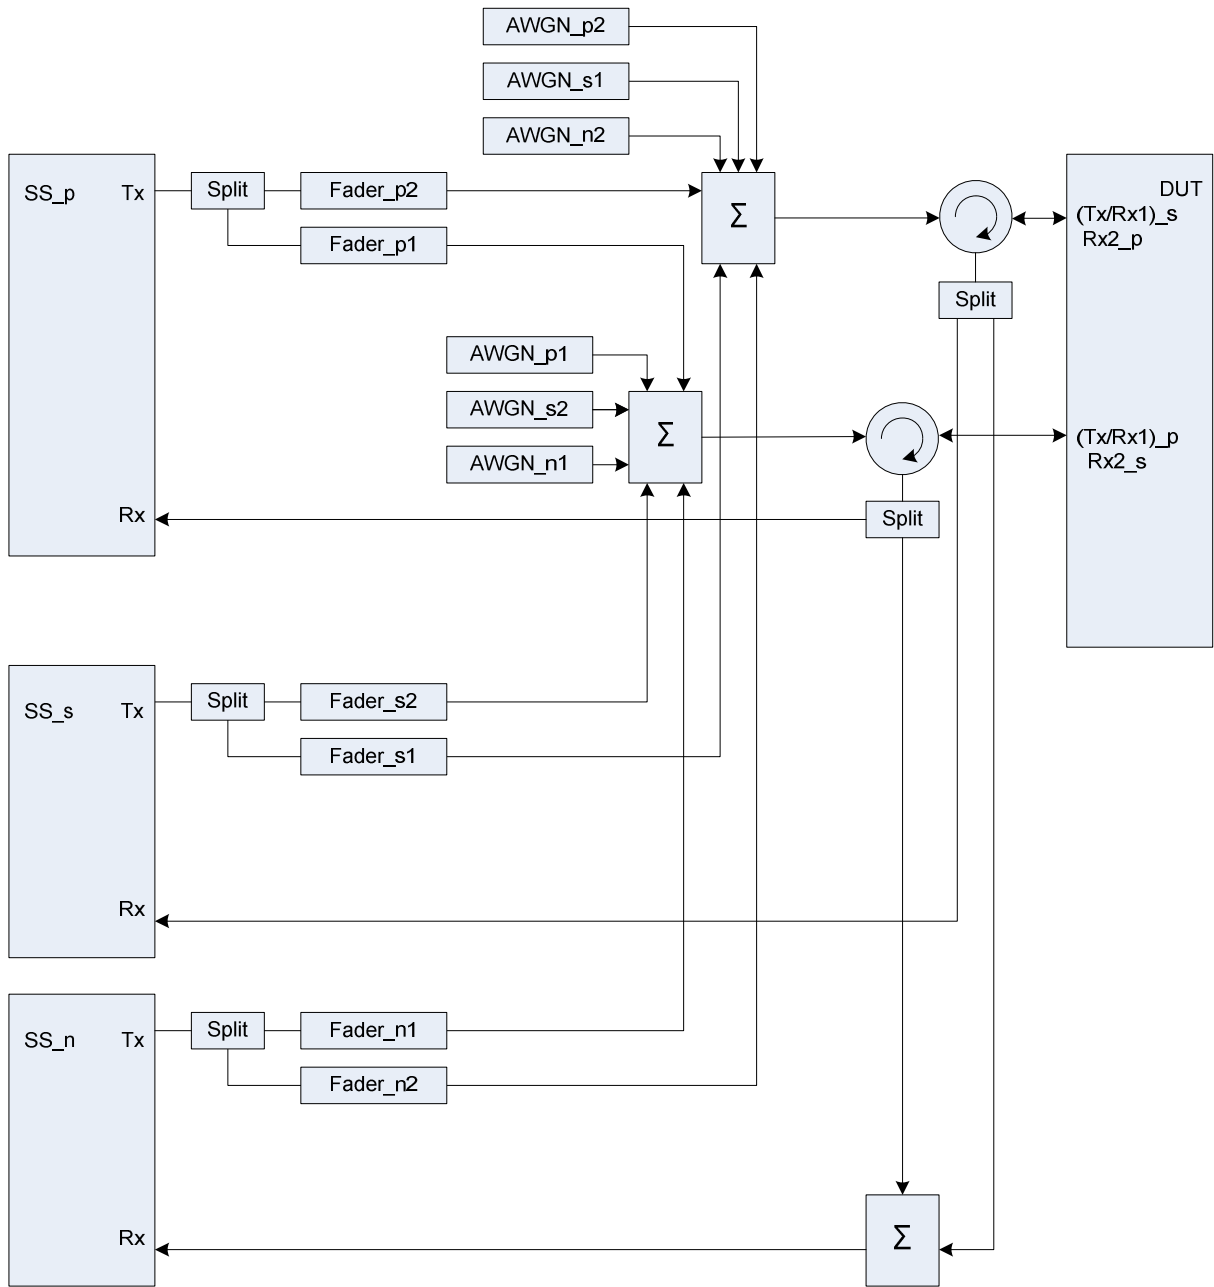 AWGN_p2
AWGN_s1
AWGN_n2
SS_p
Tx
Split
Fader_p2
Fader_p1
Σ
DUT
(Tx/Rx1)_s
Rx2_p
Split
AWGN_p1
AWGN_s2
AWGN_n1
Σ
(Tx/Rx1)_p
Rx2_s
Rx
Split
SS_s
Tx
Split
Fader_s2
Fader_s1
Rx
SS_n
Tx
Split
Fader_n1
Fader_n2
Rx
Σ